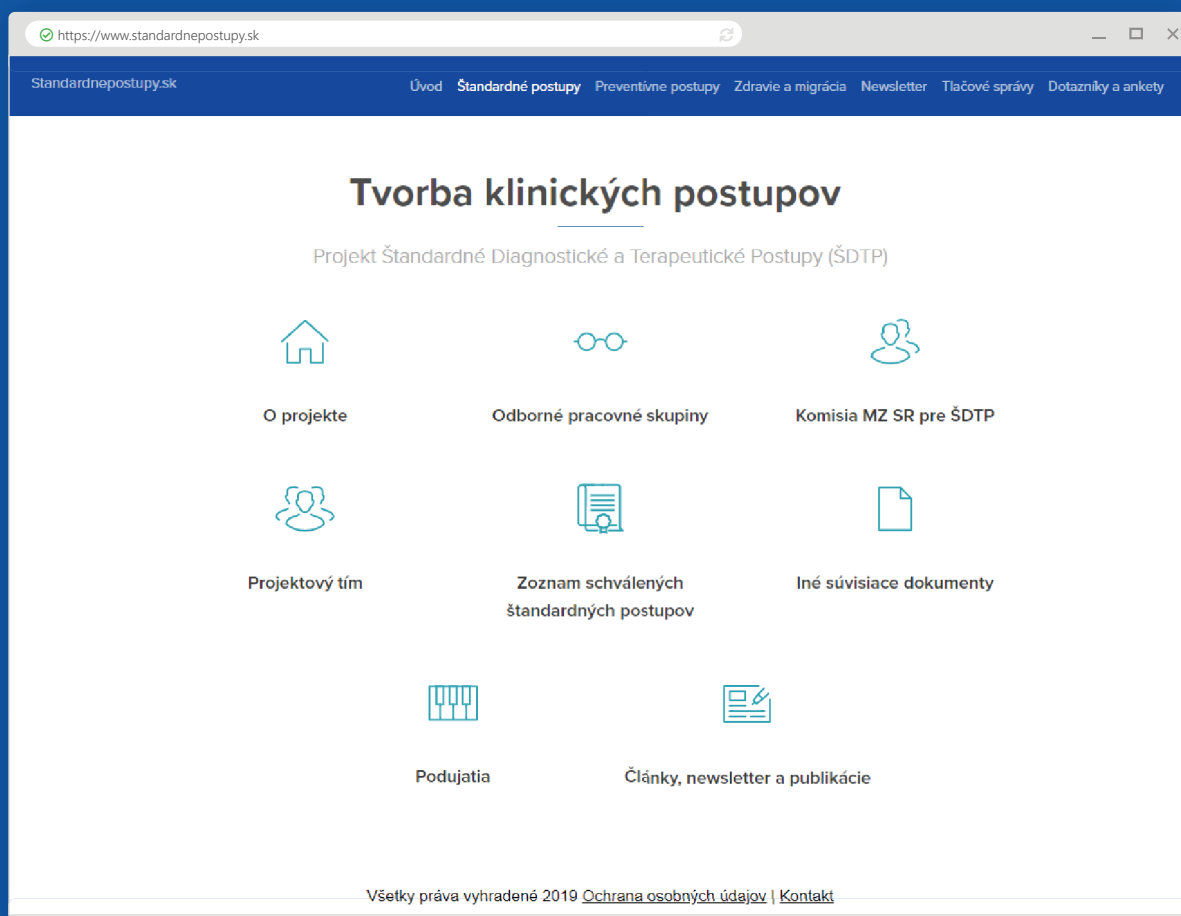 https://www.standardnepostupy.sk
Standardnepostupy.sk
Úvod Štandardné postupy Preventívne postupy Zdravie a migrácia Newsletter Tlačové správy Dotazníky a ankety
Tvorba klinických postupov
Projekt Štandardné Diagnostické a Terapeutické Postupy (ŠDTP)
O projekte
Odborné pracovné skupiny
Komisia MZ SR pre ŠDTP
Projektový tím
Zoznam schválených
štandardných postupov
Iné súvisiace dokumenty
Podujatia
Články, newsletter a publikácie
Všetky práva vyhradené 2019 Ochrana osobných údajov | Kontakt